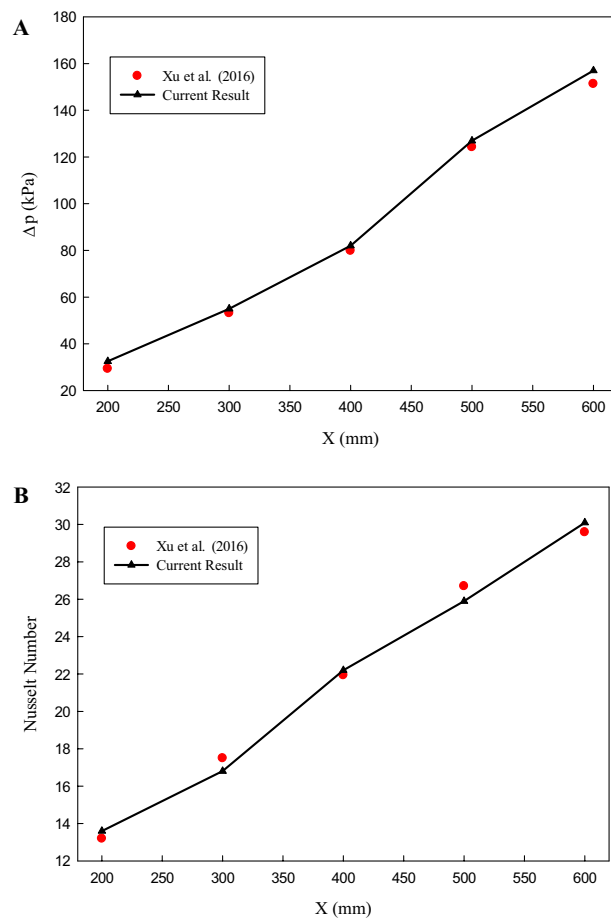 A
180
160
140
120
100
80
60
40
20
Δp (kPa)
Xu et al. (2016)
Current Result
200 250 300 350 400 450 500 550 600
X (mm)
B
32
30
28
26
24
22
20
18
16
14
12
Nusselt Number
Xu et al. (2016)
Current Result
200 250 300 350 400 450 500 550 600
X (mm)